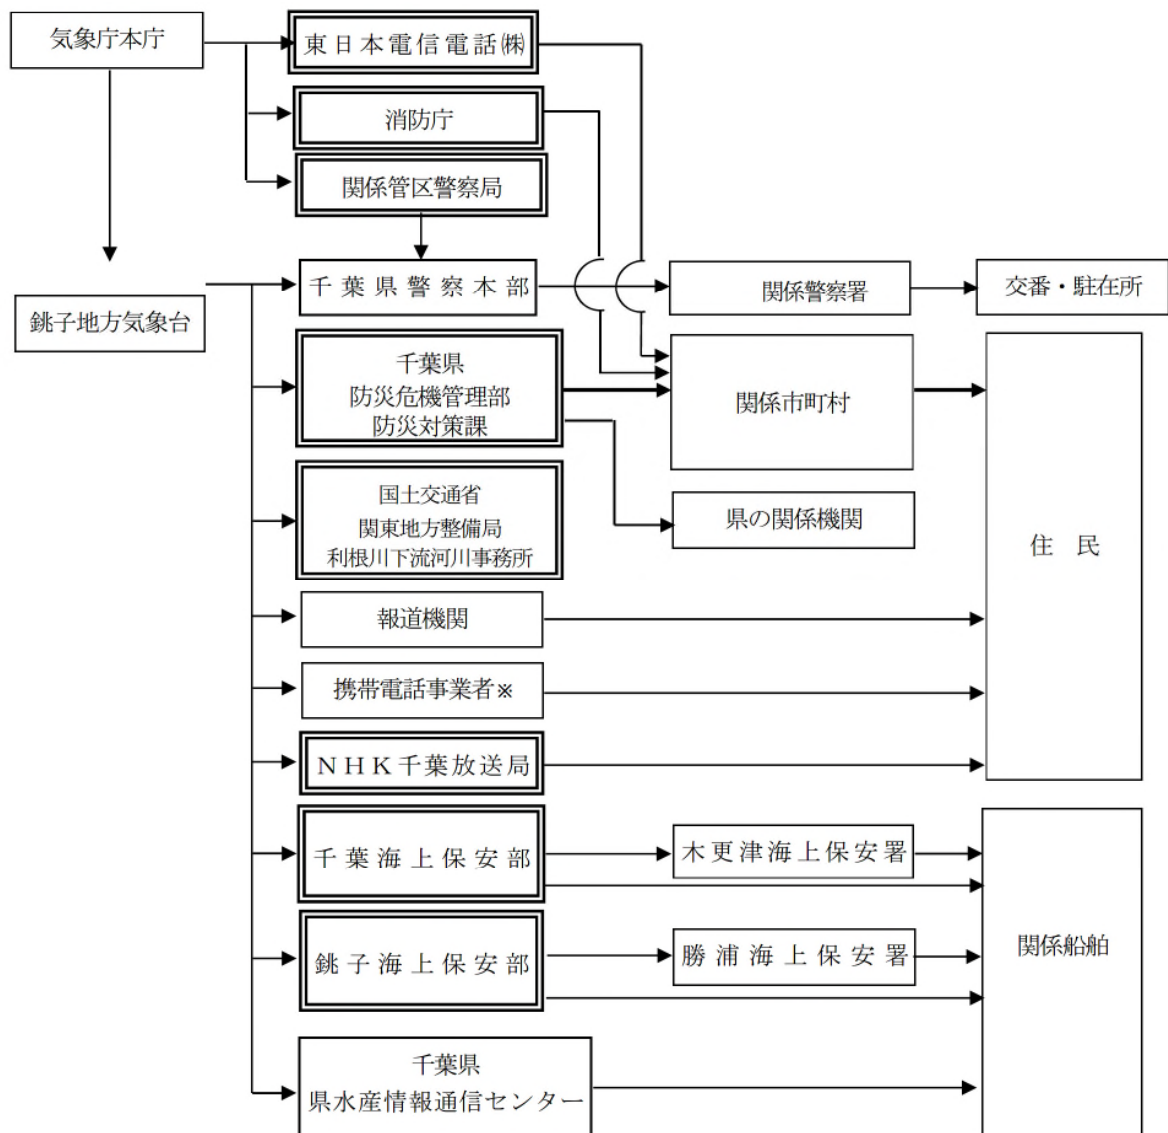 気象庁本庁
東日本電信電話㈱
消防庁
関係管区警察局
千葉県警察本部
関係警察署
交番・駐在所
銚子地方気象台
千葉県
防災危機管理部
防災対策課
関係市町村
国土交通省
関東地方整備局
利根川下流河川事務所
県の関係機関
住　民
報道機関
携帯電話事業者※
ＮＨＫ千葉放送局
千葉海上保安部
木更津海上保安署
銚子海上保安部
勝浦海上保安署
関係船舶
千葉県
県水産情報通信センター